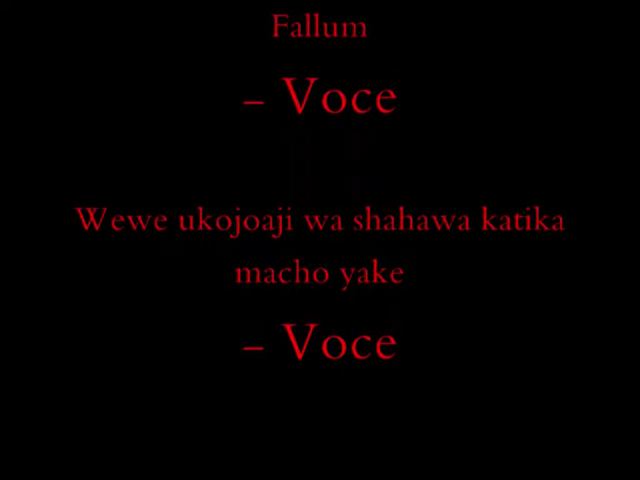 Fallum
– Voce
Wewe ukojoaji wa shahawa katika
macho yake
– Voce